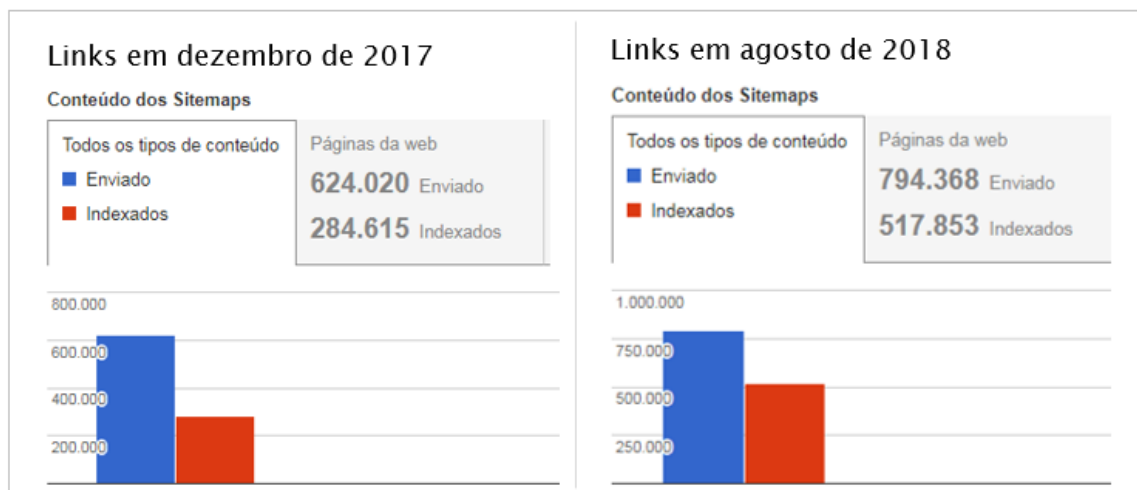 Links em dezembro de 2017
Conteúdo dos Sitemaps
Todos os tipos de conteúdo
Enviado
Indexados
Páginas da web
624.020 Enviado
284.615 Indexados
800.000
600.000
400.000
200.000
Links em agosto de 2018
Conteúdo dos Sitemaps
Todos os tipos de conteúdo
Enviado
Indexados
Páginas da web
794.368 Enviado
517.853 Indexados
1.000.000
750.000
500.000
250.000